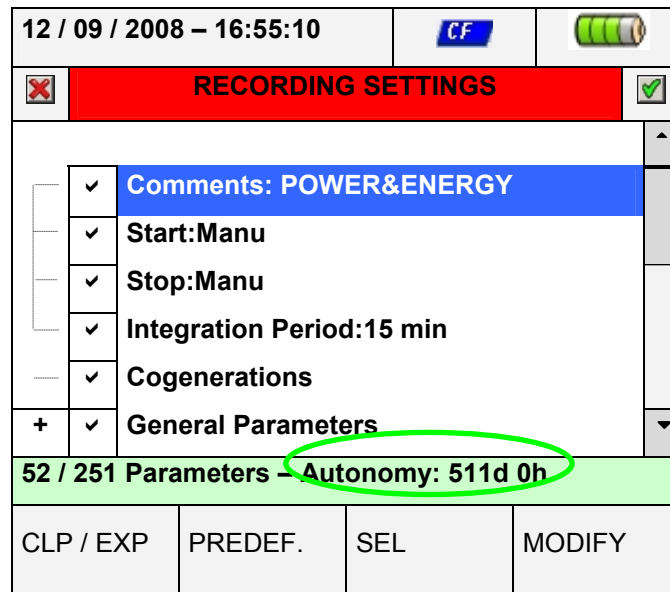 12 / 09 / 2008 – 16:55:10 CF
RECORDING SETTINGS
Comments: POWER&ENERGY
Start:Manu
Stop:Manu
Integration Period:15 min
Cogenerations
+ General Parameters
52 / 251 Parameters – Autonomy: 511d 0h
CLP / EXP PREDEF. SEL MODIFY